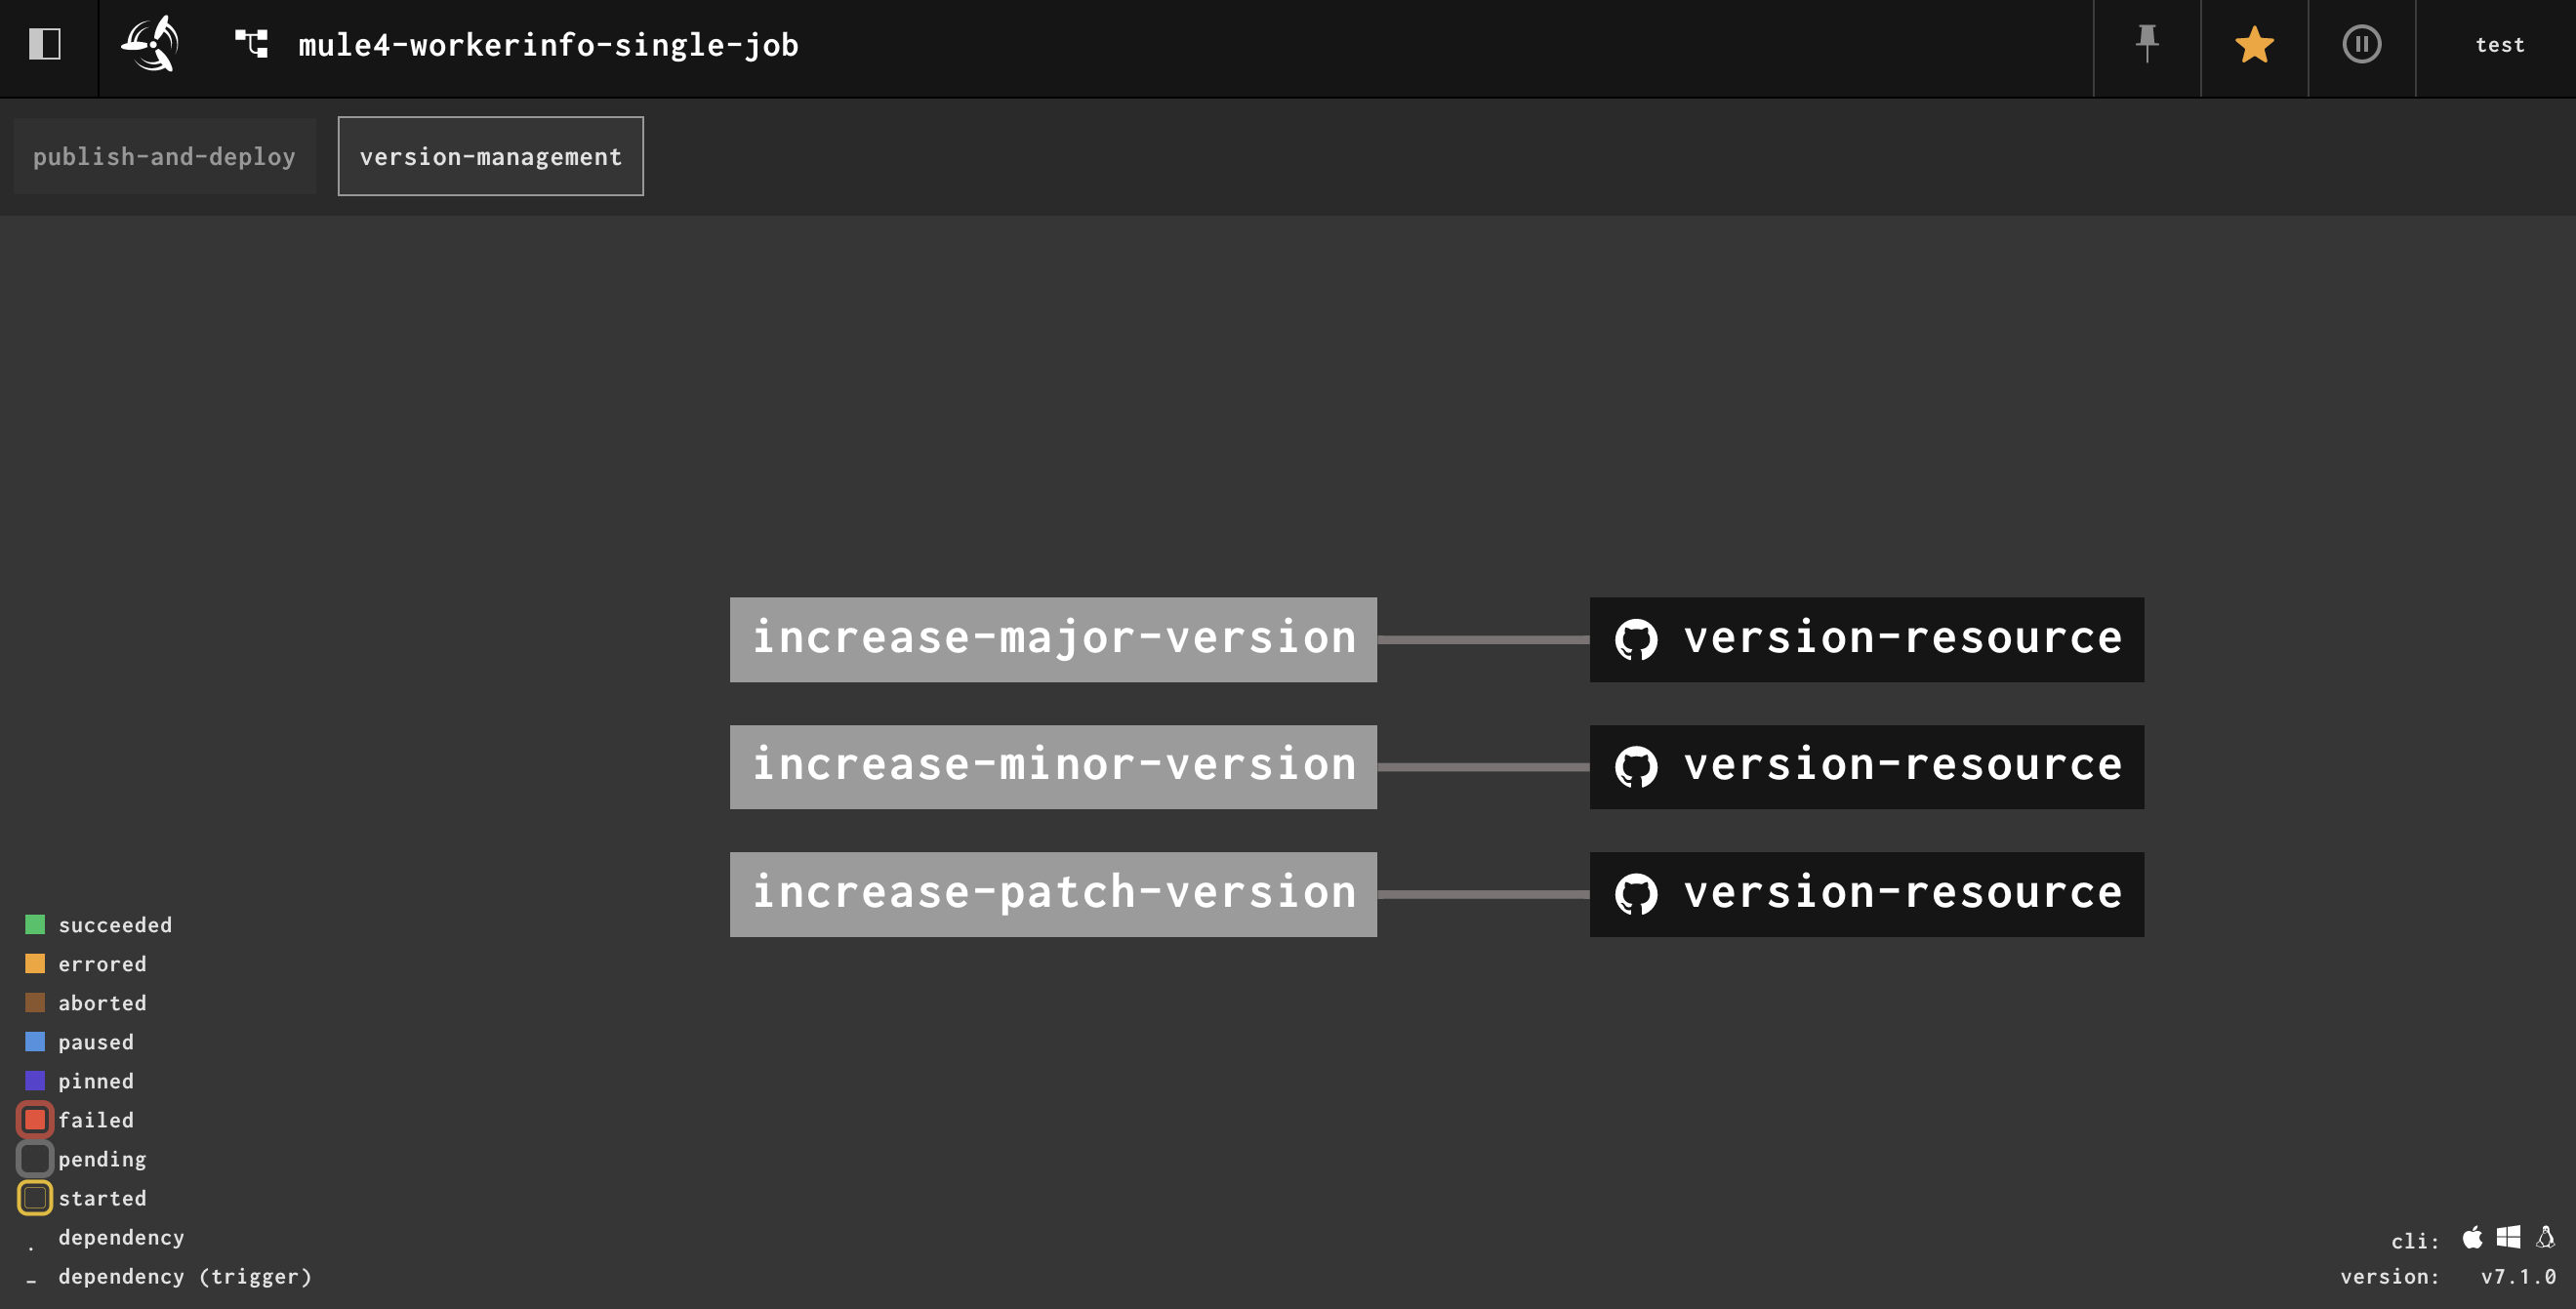 mule4-workerinfo-single-job
test
publish-and-deploy
version-management
increase-major-version
version-resource
increase-minor-version
version-resource
increase-patch-version
version-resource
succeeded
errored
aborted
paused
pinned
failed
pending
started
dependency
dependency (trigger)
cli:
version: v7.1.0